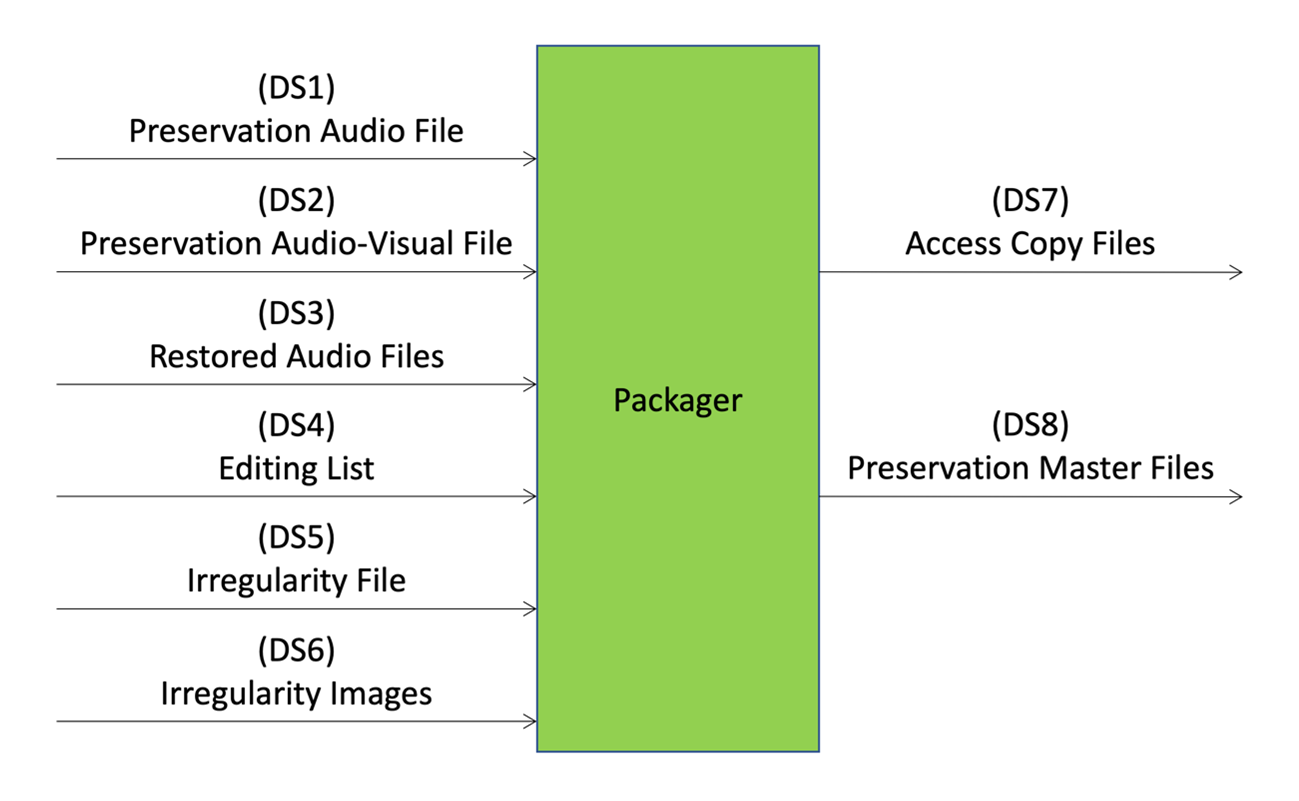 (DS1)
Preservation Audio File
(DS2)
Preservation Audio-Visual File
(DS3)
Restored Audio Files
(DS4)
Editing List
(DS5)
Irregularity File
(DS6)
Irregularity Images
Packager
(DS7)
Access Copy Files
(DS8)
Preservation Master Files